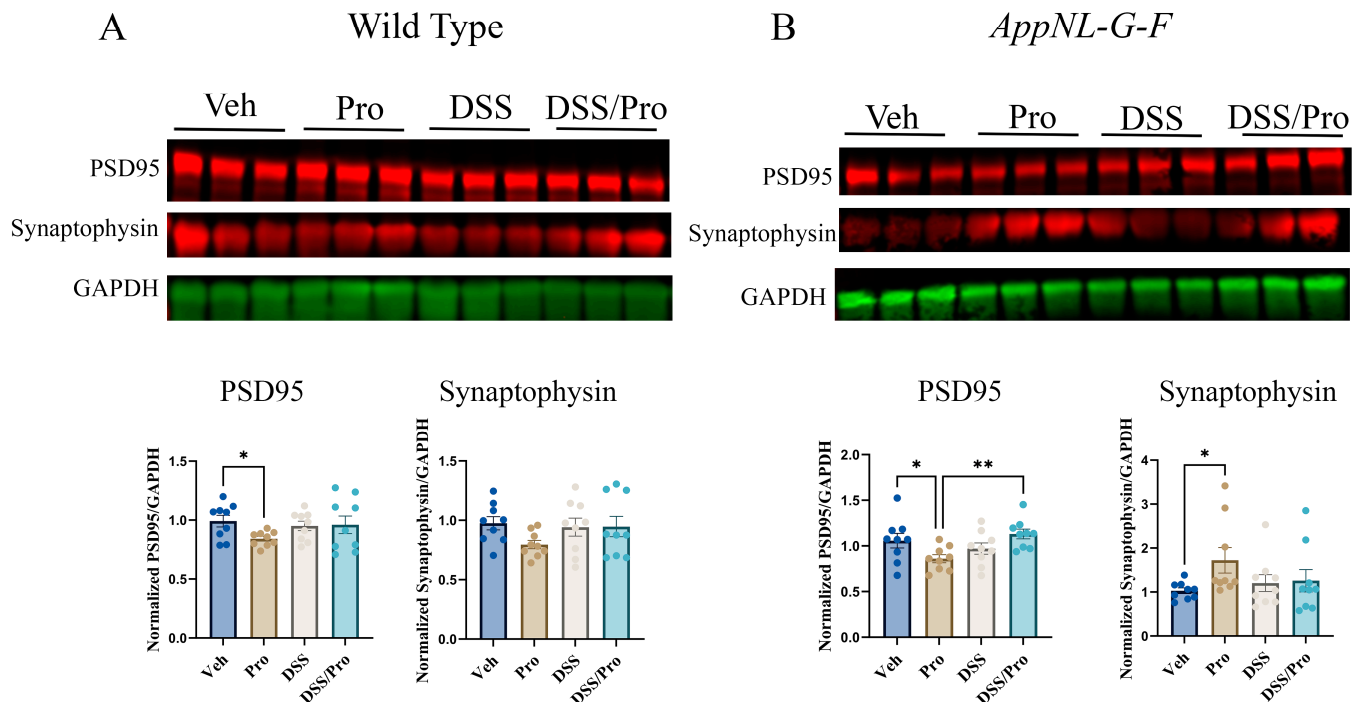 A
Wild Type
Veh
Pro
DSS
DSS/Pro
PSD95
Synaptophysin
GAPDH
PSD95
Normalized PSD95/GAPDH
1.5
1.0
0.5
0.0
*
Veh
Pro
DSS
DSS/Pro
Synaptophysin
Normalized Synaptophysin/GAPDH
1.5
1.0
0.5
0.0
Veh
Pro
DSS
DSS/Pro
B
AppNL-G-F
Veh
Pro
DSS
DSS/Pro
PSD95
Synaptophysin
GAPDH
PSD95
Normalized PSD95/GAPDH
2.0
1.5
1.0
0.5
0.0
*
**
Veh
Pro
DSS
DSS/Pro
Synaptophysin
Normalized Synaptophysin/GAPDH
4
3
2
1
0
*
Veh
Pro
DSS
DSS/Pro